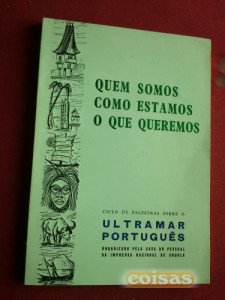 QUEM SOMOS
COMO ESTAMOS
O QUE QUEREMOS
CICLO DE PALESTRAS SOBRE O
ULTRAMAR
PORTUGUÊS
ORGANIZADO PELA CASA DO PESSOAL
DA IMPRENSA NACIONAL DE ANGOLA
coisas